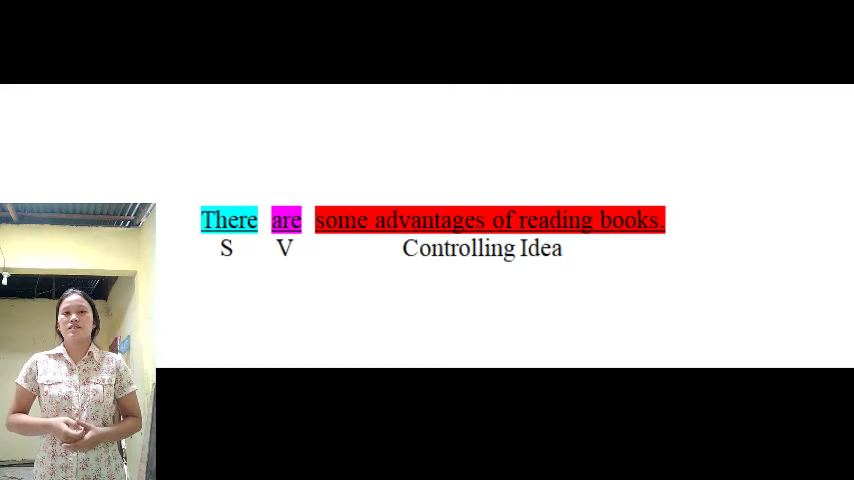 There are some advantages of reading books.
S V Controlling Idea